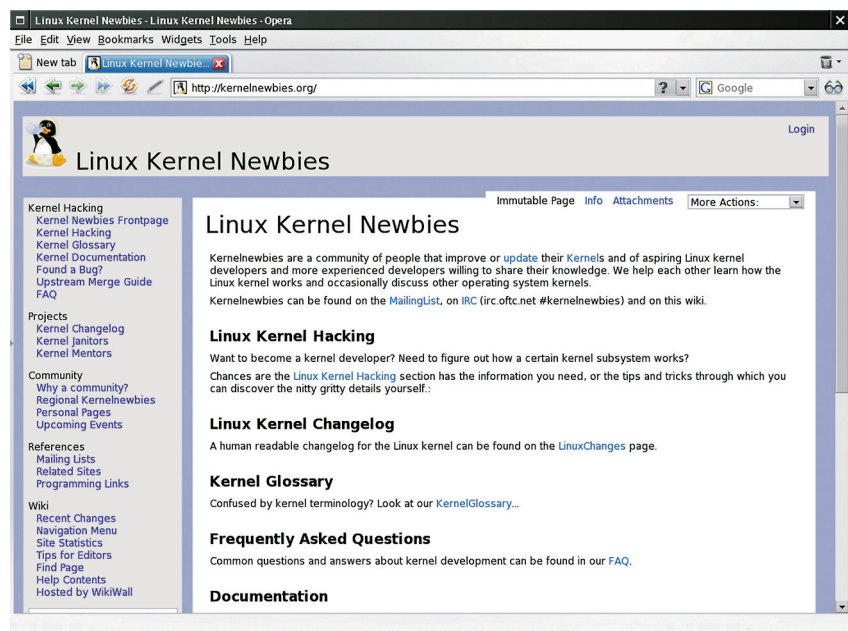 Linux Kernel Newbies - Linux Kernel Newbies - Opera
File Edit View Bookmarks Widgets Tools Help
New tab Linux Kernel Newbie...
http://kernelnewbies.org/ ? Google
Login
Linux Kernel Newbies
Kernel Hacking
Kernel Newbies Frontpage
Kernel Hacking
Kernel Glossary
Kernel Documentation
Found a Bug?
Upstream Merge Guide
FAQ
Projects
Kernel Changelog
Kernel Janitors
Kernel Mentors
Community
Why a community?
Regional Kernelnewbies
Personal Pages
Upcoming Events
References
Mailing Lists
Related Sites
Programming Links
Wiki
Recent Changes
Navigation Menu
Site Statistics
Tips for Editors
Find Page
Help Contents
Hosted by WikiWall
Immutable Page Info Attachments More Actions:
Linux Kernel Newbies
Kernelnewbies are a community of people that improve or update their Kernels and of aspiring Linux kernel
developers and more experienced developers willing to share their knowledge. We help each other learn how the
Linux kernel works and occasionally discuss other operating system kernels.
Kernelnewbies can be found on the MailingList, on IRC (irc.oftc.net #kernelnewbies) and on this wiki.
Linux Kernel Hacking
Want to become a kernel developer? Need to figure out how a certain kernel subsystem works?
Chances are the Linux Kernel Hacking section has the information you need, or the tips and tricks through which you
can discover the nitty gritty details yourself.:
Linux Kernel Changelog
A human readable changelog for the Linux kernel can be found on the LinuxChanges page.
Kernel Glossary
Confused by kernel terminology? Look at our KernelGlossary...
Frequently Asked Questions
Common questions and answers about kernel development can be found in our FAQ.
Documentation